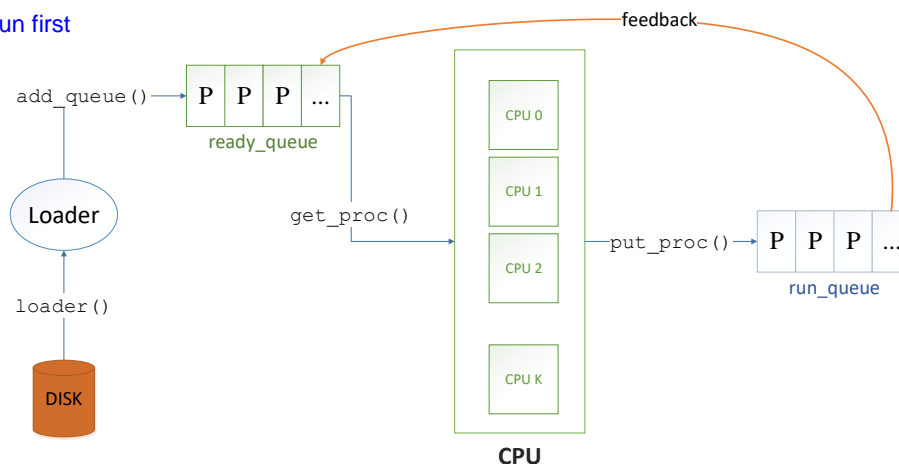 un first
feedback
add_queue()
P P P ...
ready_queue
CPU 0
CPU 1
CPU 2
CPU K
CPU
Loader
get_proc()
put_proc()
P P P ...
run_queue
loader()
DISK